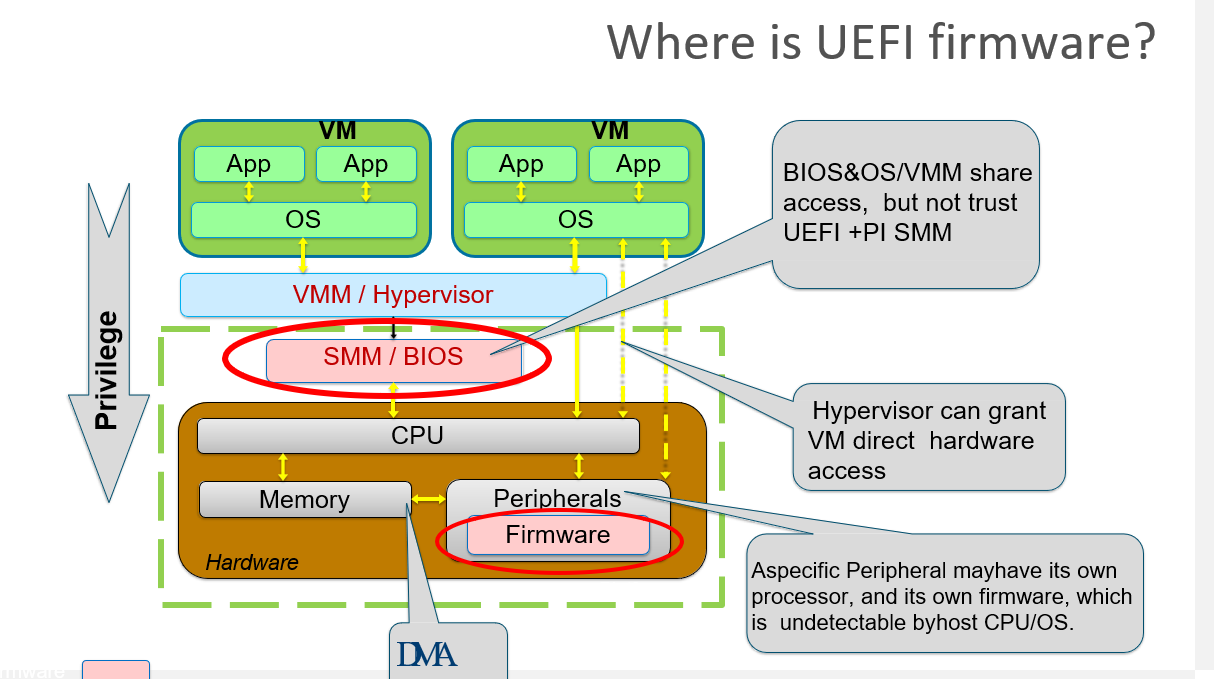 Where is UEFI firmware?
VM
VM
App
App
App
App
OS
OS
BIOS&OS/VMM share
access, but not trust
UEFI +PI SMM
VMM / Hypervisor
Privilege
SMM / BIOS
Hypervisor can grant
VM direct hardware
access
CPU
Memory
Peripherals
Firmware
Hardware
Aspecific Peripheral mayhave its own
processor, and its own firmware, which
is undetectable byhost CPU/OS.
DMA